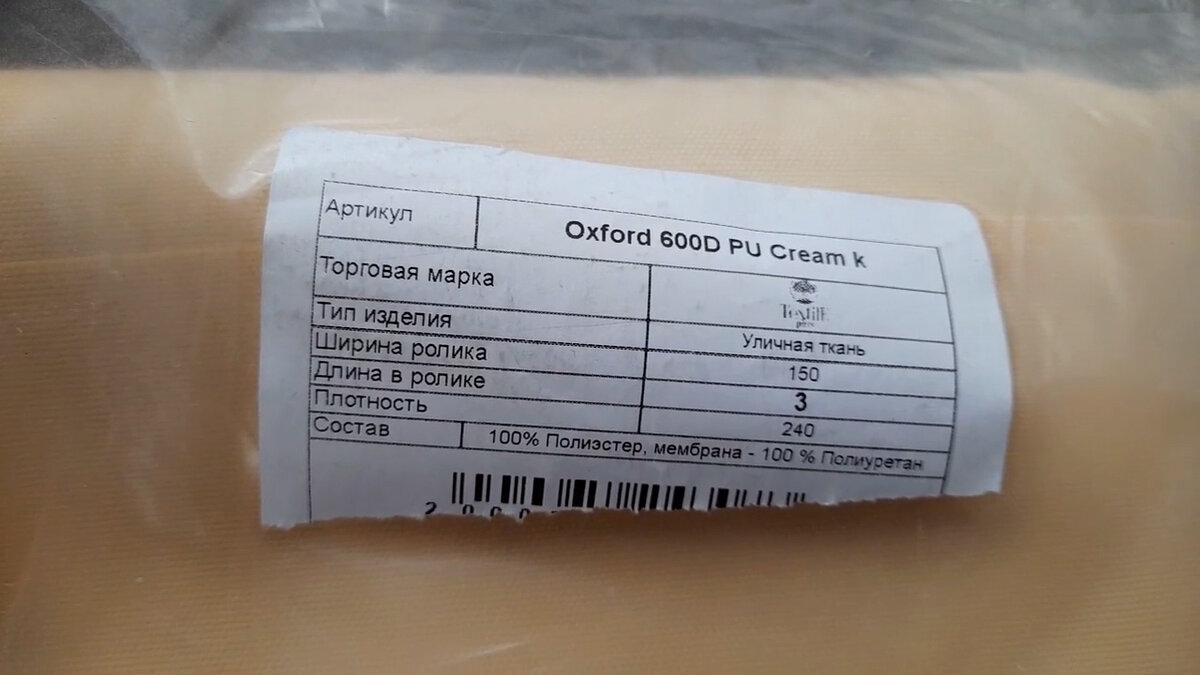 Артикул Oxford 600D PU Cream k
Торговая марка TextilE
Тип изделия Уличная ткань
Ширина ролика 150
Длина в ролике 3
Плотность 240
Состав 100% Полиэстер, мембрана - 100 % Полиуретан